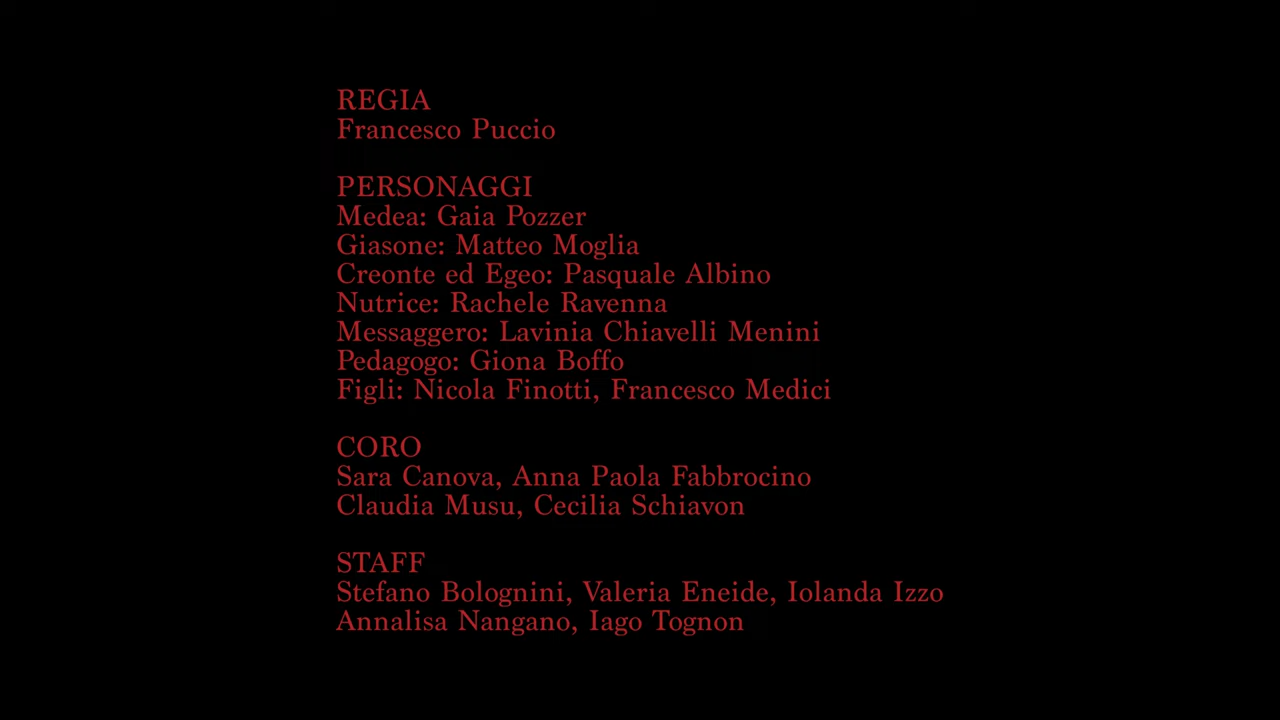 REGIA
Francesco Puccio
PERSONAGGI
Medea: Gaia Pozzer
Giasone: Matteo Moglia
Creonte ed Egeo: Pasquale Albino
Nutrice: Rachele Ravenna
Messaggero: Lavinia Chiavelli Menini
Pedagogo: Giona Boffo
Figli: Nicola Finotti, Francesco Medici
CORO
Sara Canova, Anna Paola Fabbrocino
Claudia Musu, Cecilia Schiavon
STAFF
Stefano Bolognini, Valeria Eneide, Iolanda Izzo
Annalisa Nangano, Iago Tognon